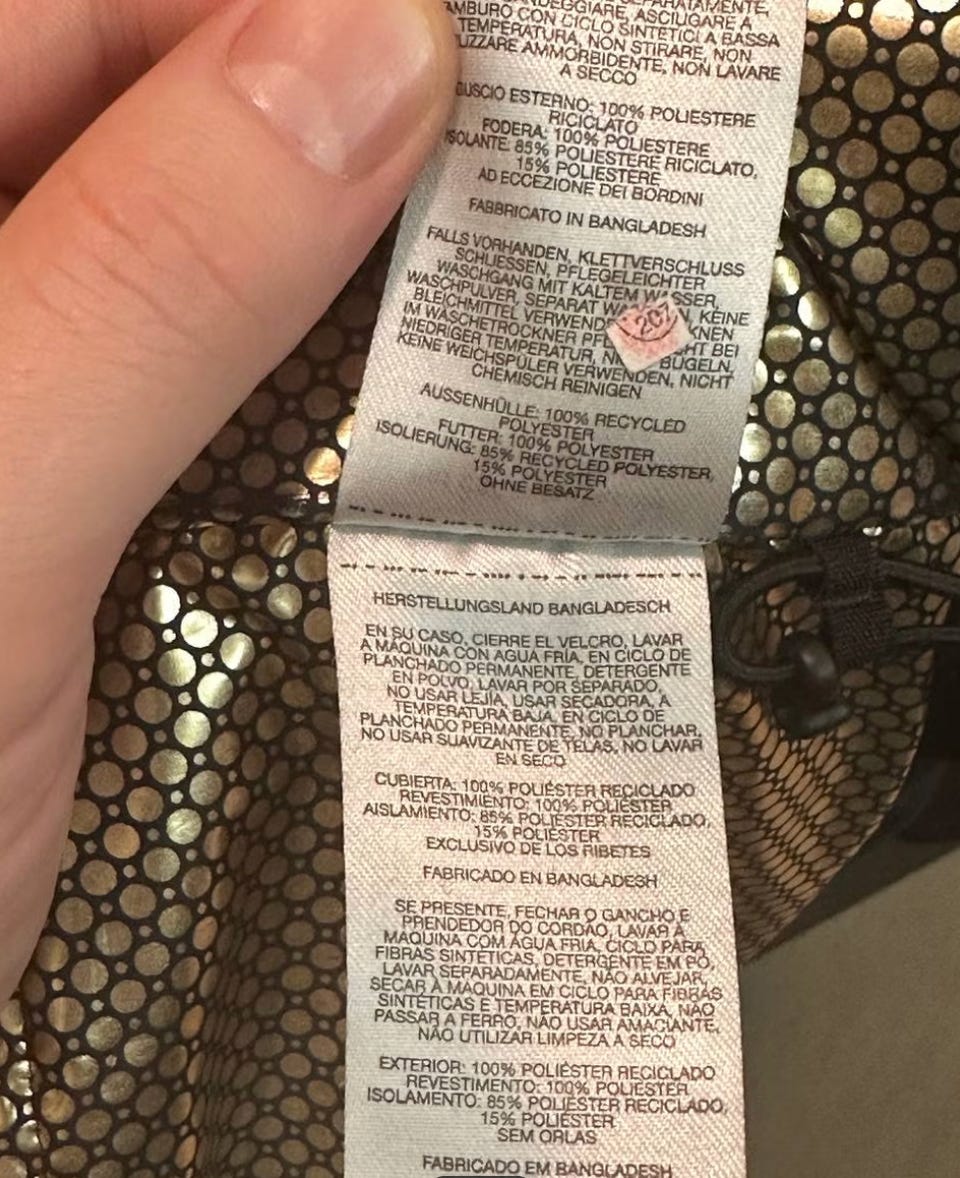 TAMBURO CON CICLO SINTETICI A BASSA
TEMPERATURA, NON STIRARE, NON
AMMORBIDENTE, NON LAVARE
A SECCO
ESTERNO: 100% POLIESTERE
RICICLATO
FODERA: 100% POLIESTERE
ISOLANTE: 85% POLIESTERE RICICLATO,
15% POLIESTERE
AD ECCEZIONE DEI BORDINI
FABBRICATO IN BANGLADESH
FALLS VORHANDEN, KLETTVERSCHLUSS
SCHLIESSEN, PFLEGELEICHTER
WASCHGANG MIT KALTEM WASSER,
WASCHPULVER, SEPARAT KEINE
BLEICHMITTEL
IM WÄSCHETROCKNER BEI
NIEDRIGER TEMPERATUR, BÜGELN,
KEINE WEICHSPÜLER VERWENDEN, NICHT
CHEMISCH REINIGEN
207
AUSSENHÜLLE: 100% RECYCLED
POLYESTER
FUTTER: 100% POLYESTER
ISOLIERUNG: 85% RECYCLED POLYESTER,
15% POLYESTER
OHNE BESATZ
HERSTELLUNGSLAND BANGLADESCH
EN SU CASO, CIERRE EL VELCRO, LAVAR
A MÁQUINA CON AGUA FRÍA, EN CICLO DE
PLANCHADO PERMANENTE, DETERGENTE
EN POLVO, LAVAR POR SEPARADO,
NO USAR LEJÍA, USAR SECADORA, A
TEMPERATURA BAJA, EN CICLO DE
PLANCHADO PERMANENTE, NO PLANCHAR,
NO USAR SUAVIZANTE DE TELAS, NO LAVAR
EN SECO
CUBIERTA: 100% POLIÉSTER RECICLADO
REVESTIMIENTO: 100% POLIÉSTER
AISLAMIENTO: 85% POLIÉSTER RECICLADO,
15% POLIÉSTER
EXCLUSIVO DE LOS RIBETES
FABRICADO EN BANGLADESH
SE PRESENTE, FECHAR O GANCHO E
PRENDEDOR DO CORDÃO, LAVAR À
MÁQUINA COM ÁGUA FRIA, CICLO PARA
FIBRAS SINTÉTICAS, DETERGENTE EM PÓ,
LAVAR SEPARADAMENTE, NÃO ALVEJAR,
SECAR À MÁQUINA EM CICLO PARA FIBRAS
SINTÉTICAS E TEMPERATURA BAIXA, NÃO
PASSAR A FERRO, NÃO USAR AMACIANTE,
NÃO UTILIZAR LIMPEZA A SECO
EXTERIOR: 100% POLIÉSTER RECICLADO
REVESTIMENTO: 100% POLIÉSTER
ISOLAMENTO: 85% POLIÉSTER RECICLADO,
15% POLIÉSTER
SEM ORLAS
FABRICADO EM BANGLADESH